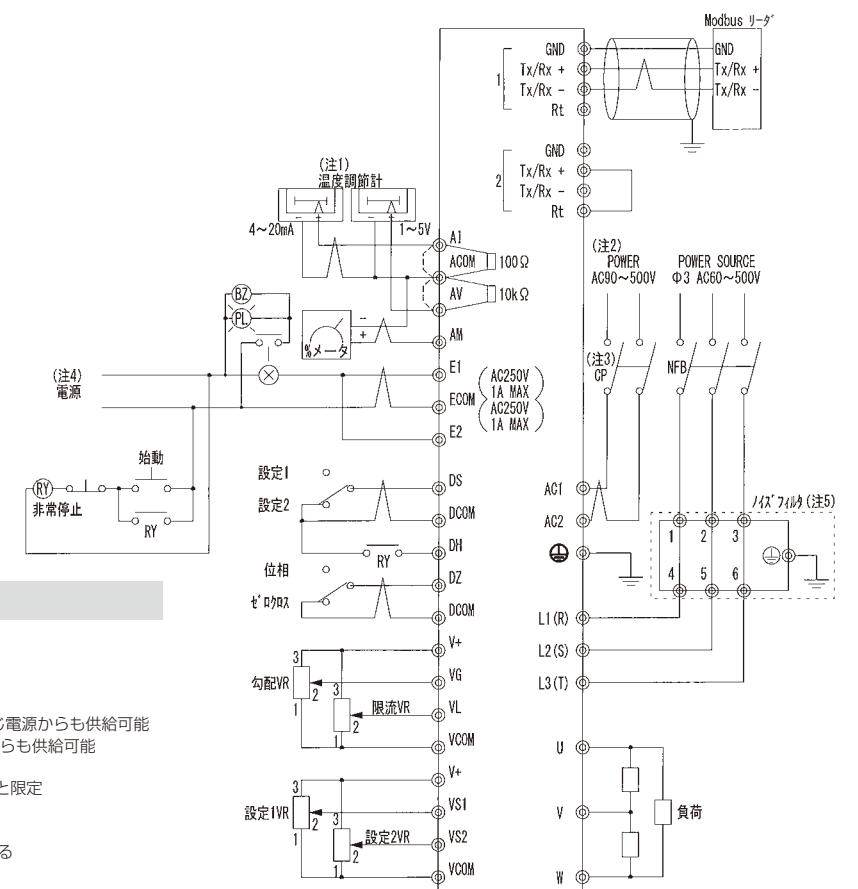 Modbus ﾘｰﾀﾞ
GND
GND
1
Tx/Rx +
Tx/Rx +
Tx/Rx -
Tx/Rx -
Rt
GND
2
Tx/Rx +
Tx/Rx -
Rt
(注1)
温度調節計
4～20mA
- +
- +
1～5V
AI
ACOM
100Ω
AV
10kΩ
(注2)
POWER
AC90～500V
POWER SOURCE
Φ3 AC60～500V
BZ
PL
%メータ
-
+
AM
(注3)
CP
NFB
(注4)
電源
E1
ECOM
E2
AC250V
1A MAX
AC250V
1A MAX
始動
RY
非常停止
RY
設定1
設定2
DS
DCOM
DH
RY
位相
ｾﾞﾛｸﾛｽ
DZ
DCOM
AC1
AC2
ﾉｲｽﾞﾌｨﾙﾀ(注5)
1
2
3
4
5
6
L1(R)
L2(S)
L3(T)
V+
3
勾配VR
2
1
VG
3
限流VR
2
1
VL
VCOM
じ電源からも供給可能
らも供給可能
と限定
る
V+
3
設定1VR
2
1
VS1
3
設定2VR
2
1
VS2
VCOM
U
V
負荷
W